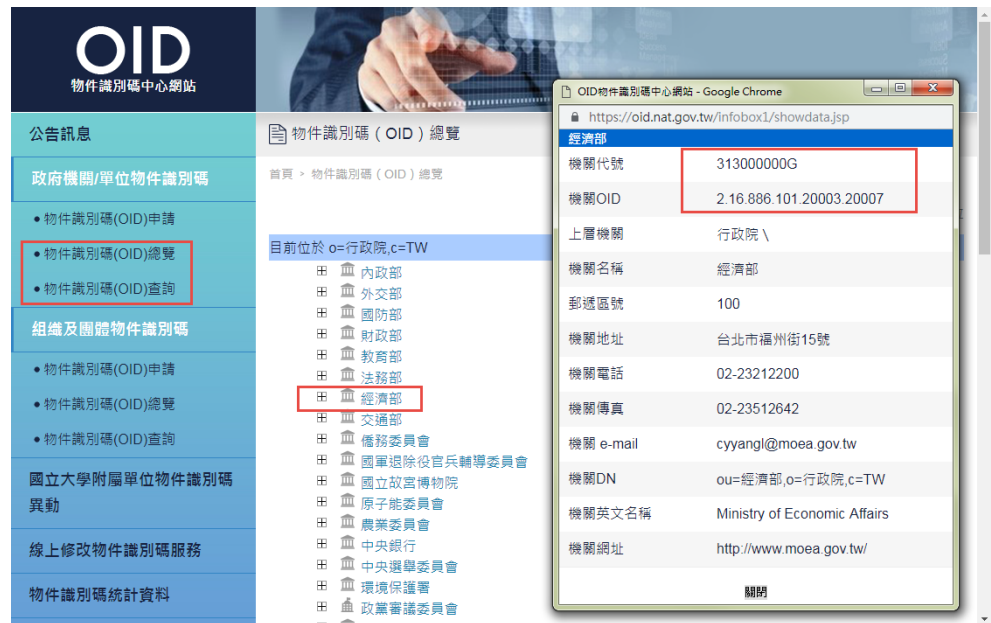 OID
物件識別碼中心網站
公告訊息
政府機關/單位物件識別碼
•物件識別碼(OID)申請
•物件識別碼(OID)總覽
•物件識別碼(OID)查詢
組織及團體物件識別碼
•物件識別碼(OID)申請
•物件識別碼(OID)總覽
•物件識別碼(OID)查詢
國立大學附屬單位物件識別碼
異動
線上修改物件識別碼服務
物件識別碼統計資料
物件識別碼（OID）總覽
首頁 > 物件識別碼（OID）總覽
目前位於 o=行政院,c=TW
內政部
外交部
國防部
財政部
教育部
法務部
經濟部
交通部
僑務委員會
國軍退除役官兵輔導委員會
國立故宮博物院
原子能委員會
農業委員會
中央銀行
中央選舉委員會
環境保護署
政黨審議委員會
OID物件識別碼中心網站 - Google Chrome
https://oid.nat.gov.tw/infobox1/showdata.jsp
經濟部
機關代號 313000000G
機關OID 2.16.886.101.20003.20007
上層機關 行政院 \
機關名稱 經濟部
郵遞區號 100
機關地址 台北市福州街15號
機關電話 02-23212200
機關傳真 02-23512642
機關 e-mail cyyangl@moea.gov.tw
機關DN ou=經濟部,o=行政院,c=TW
機關英文名稱 Ministry of Economic Affairs
機關網址 http://www.moea.gov.tw/
關閉